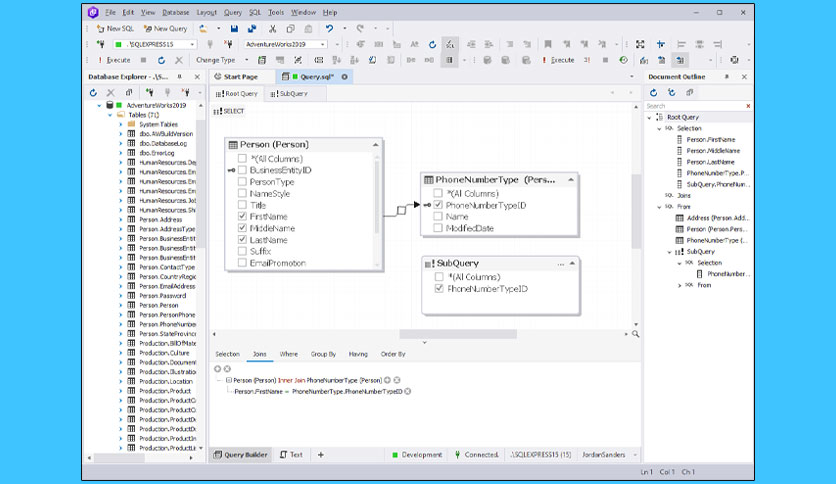 File Edit View Database Layout Query SQL Tools Window Help
New SQL New Query
.\SQLEXPRESS15 AdventureWorks2019
Execute Change Type Execute
Database Explorer - .\S...
Start Page Query.sql*
Document Outline
Root Query SubQuery
Search
SELECT
AdventureWorks2019
Tables (71)
System Tables
dbo.AWBuildVersion
dbo.DatabaseLog
dbo.ErrorLog
HumanResources.De
HumanResources.Em
HumanResources.Em
HumanResources.Job
HumanResources.Sh
Person.Address
Person.AddressType
Person.BusinessEntit
Person.BusinessEntit
Person.BusinessEntit
Person.ContactType
Person.CountryRegio
Person.EmailAddress
Person.Password
Person.Person
Person.PersonPhone
Person.PhoneNumbe
Person.StateProvinc
Production.BillOfMate
Production.Culture
Production.Document
Production.Illustration
Production.Location
Production.Product
Production.ProductCa
Production.ProductCo
Production.ProductDe
Production.ProductDo
Production.ProductIn
Production.ProductLis
Person (Person)
*(All Columns)
BusinessEntityID
PersonType
NameStyle
Title
FirstName
MiddleName
LastName
Suffix
EmailPromotion
PhoneNumberType (Pers...
*(All Columns)
PhoneNumberTypeID
Name
ModifiedDate
SubQuery ...
*(All Columns)
PhoneNumberTypeID
Root Query
Selection
Person.FirstName
Person.MiddleName
Person.LastName
PhoneNumberType.P...
SubQuery.PhoneNum...
Joins
From
Address (Person.Add...
Person (Person.Pers...
PhoneNumberType (...
SubQuery
Selection
PhoneNumber...
From
Selection Joins Where Group By Having Order By
Person (Person) Inner Join PhoneNumberType (Person)
Person.FirstName = PhoneNumberType.PhoneNumberTypeID
Query Builder Text + Development Connected. .\SQLEXPRESS15 (15) JordanSanders
Ln 1 Col 1 Ch 1